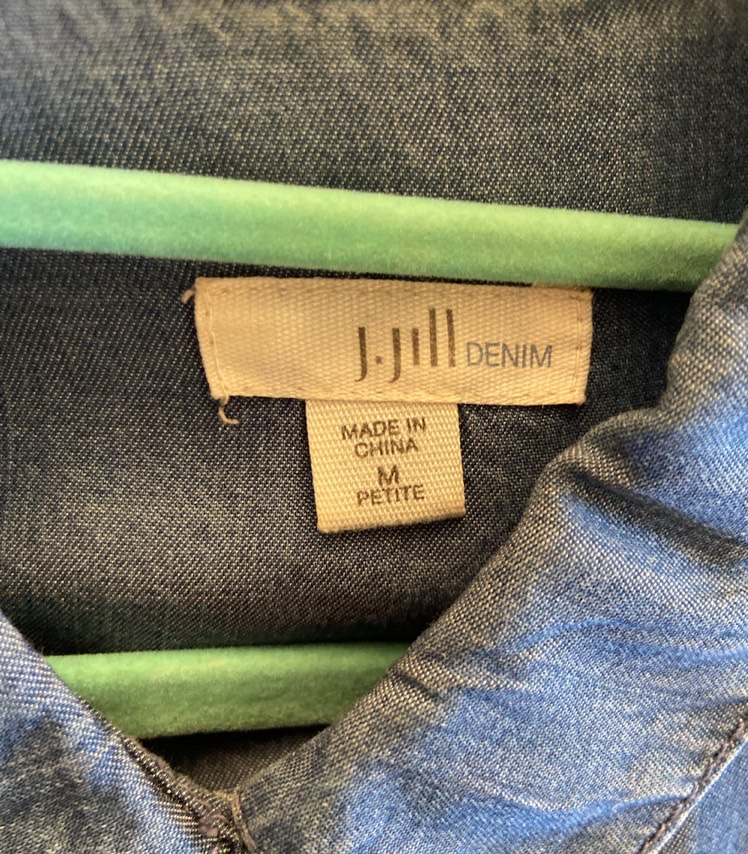 J.Jill DENIM
MADE IN
CHINA
M
PETITE